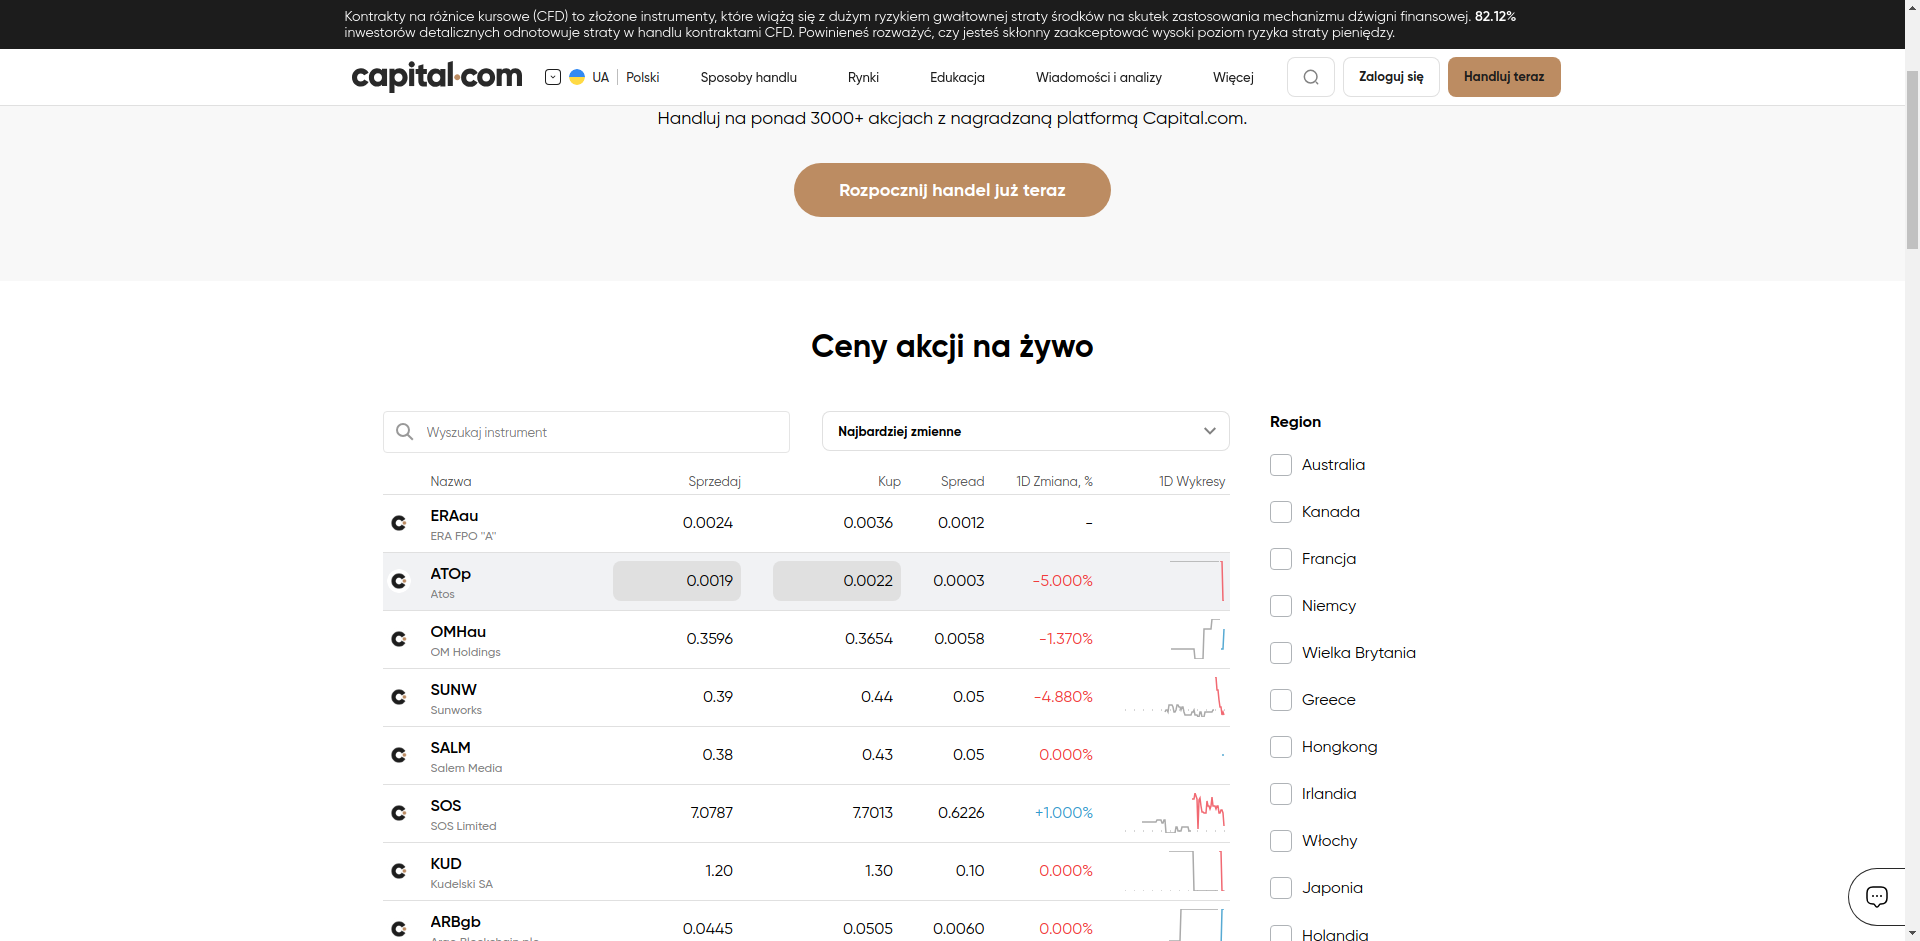 Kontrakty na różnice kursowe (CFD) to złożone instrumenty, które wiążą się z dużym ryzykiem gwałtownej straty środków na skutek zastosowania mechanizmu dźwigni finansowej. 82.12%
inwestorów detalicznych odnotowuje straty w handlu kontraktami CFD. Powinieneś rozważyć, czy jesteś skłonny zaakceptować wysoki poziom ryzyka straty pieniędzy.
capital.com UA Polski Sposoby handlu Rynki Edukacja Wiadomości i analizy Więcej Zaloguj się Handluj teraz
Handluj na ponad 3000+ akcjach z nagradzaną platformą Capital.com.
Rozpocznij handel już teraz
Ceny akcji na żywo
Wyszukaj instrument
Najbardziej zmienne
Nazwa Sprzedaj Kup Spread 1D Zmiana, % 1D Wykresy
ERAau 0.0024 0.0036 0.0012 -
ERA FPO "A"
ATOp 0.0019 0.0022 0.0003 -5.000%
Atos
OMHau 0.3596 0.3654 0.0058 -1.370%
OM Holdings
SUNW 0.39 0.44 0.05 -4.880%
Sunworks
SALM 0.38 0.43 0.05 0.000%
Salem Media
SOS 7.0787 7.7013 0.6226 +1.000%
SOS Limited
KUD 1.20 1.30 0.10 0.000%
Kudelski SA
ARBgb 0.0445 0.0505 0.0060 0.000%
Argo Blockchain plc
Region
Australia
Kanada
Francja
Niemcy
Wielka Brytania
Greece
Hongkong
Irlandia
Włochy
Japonia
Holandia